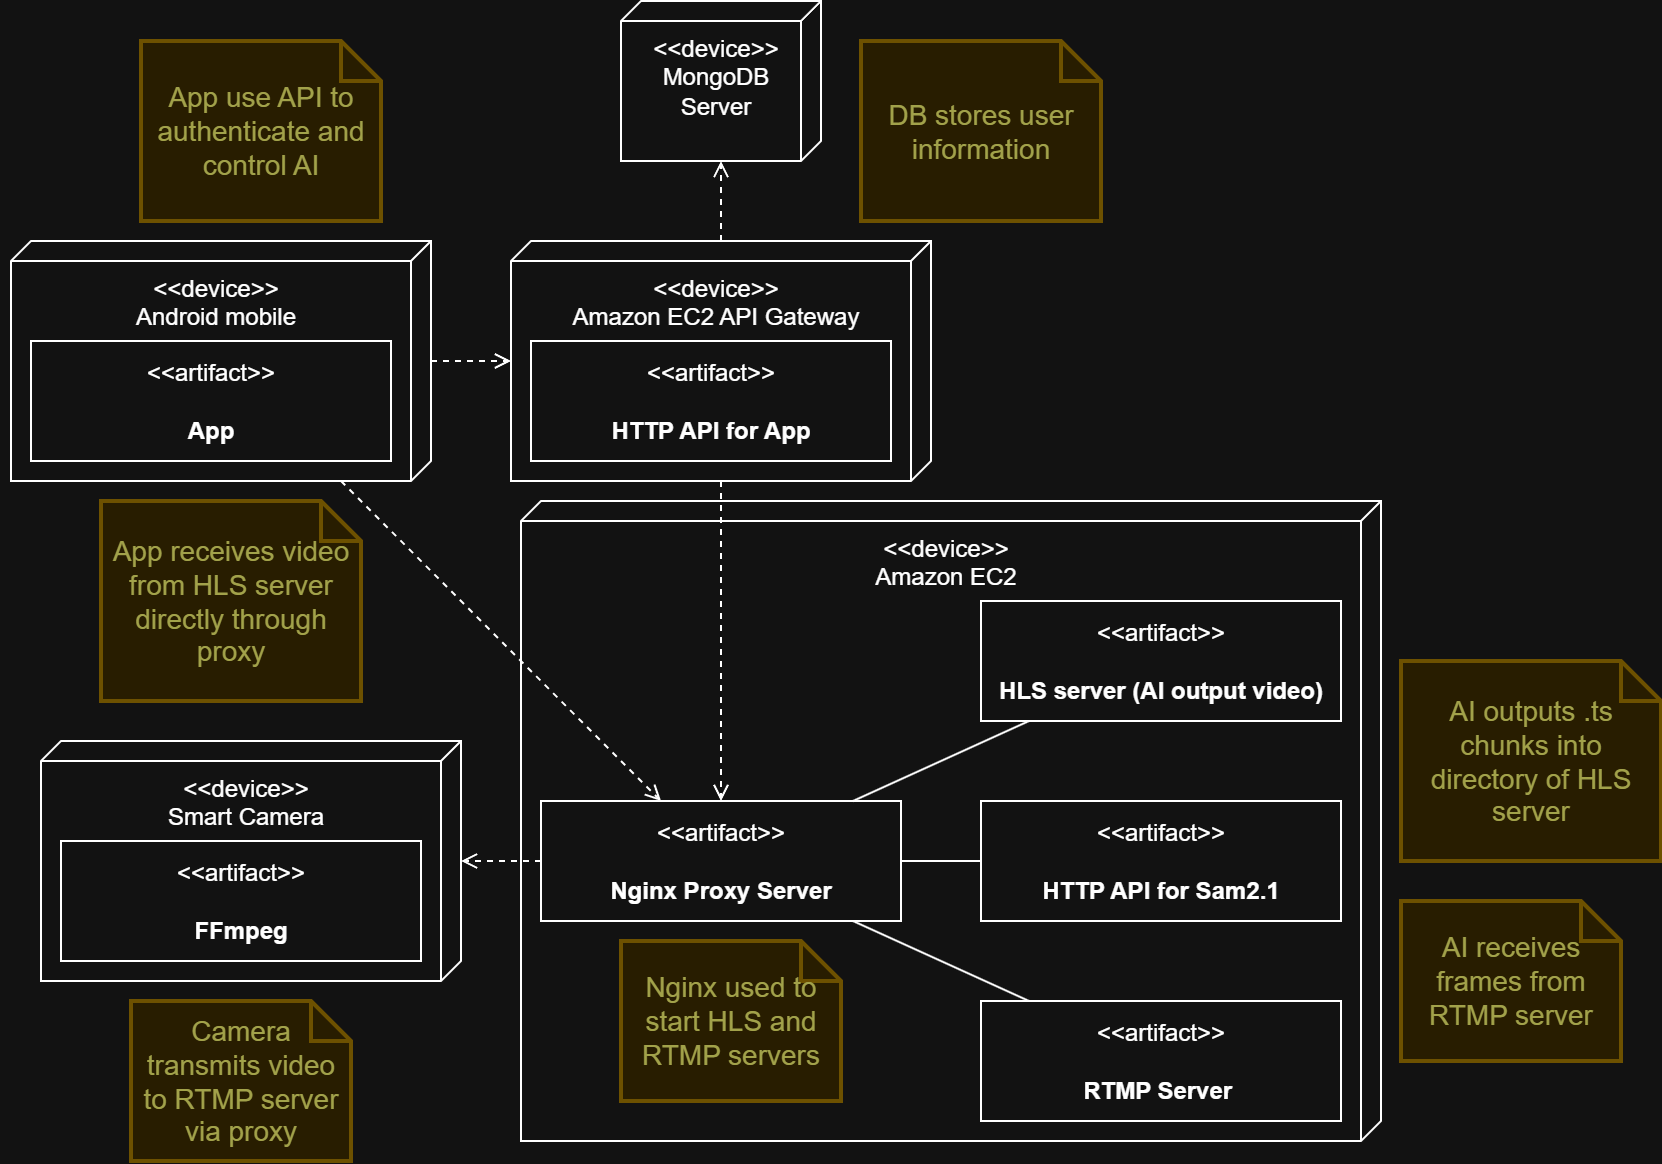 <<device>>
MongoDB
Server
App use API to
authenticate and
control AI
DB stores user
information
<<device>>
Android mobile
<<artifact>>
App
<<device>>
Amazon EC2 API Gateway
<<artifact>>
HTTP API for App
App receives video
from HLS server
directly through
proxy
<<device>>
Amazon EC2
<<artifact>>
HLS server (AI output video)
AI outputs .ts
chunks into
directory of HLS
server
<<device>>
Smart Camera
<<artifact>>
FFmpeg
<<artifact>>
Nginx Proxy Server
<<artifact>>
HTTP API for Sam2.1
AI receives
frames from
RTMP server
Nginx used to
start HLS and
RTMP servers
Camera
transmits video
to RTMP server
via proxy
<<artifact>>
RTMP Server